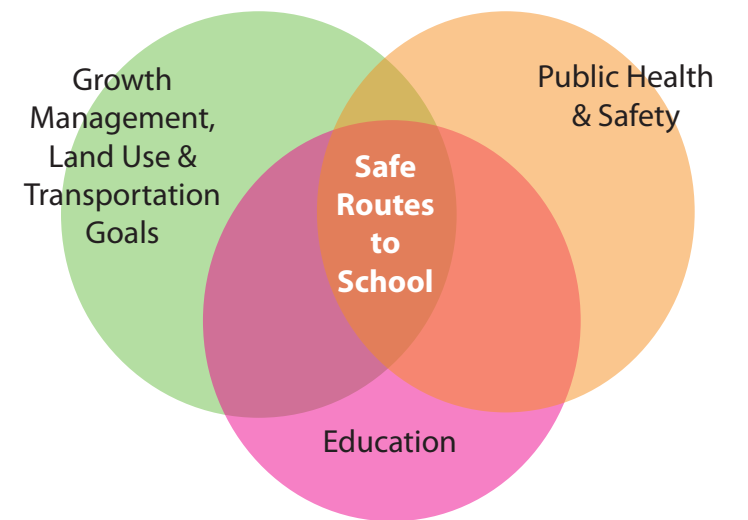 Growth
Management,
Land Use &
Transportation
Goals
Public Health
& Safety
Safe
Routes
to
School
Education